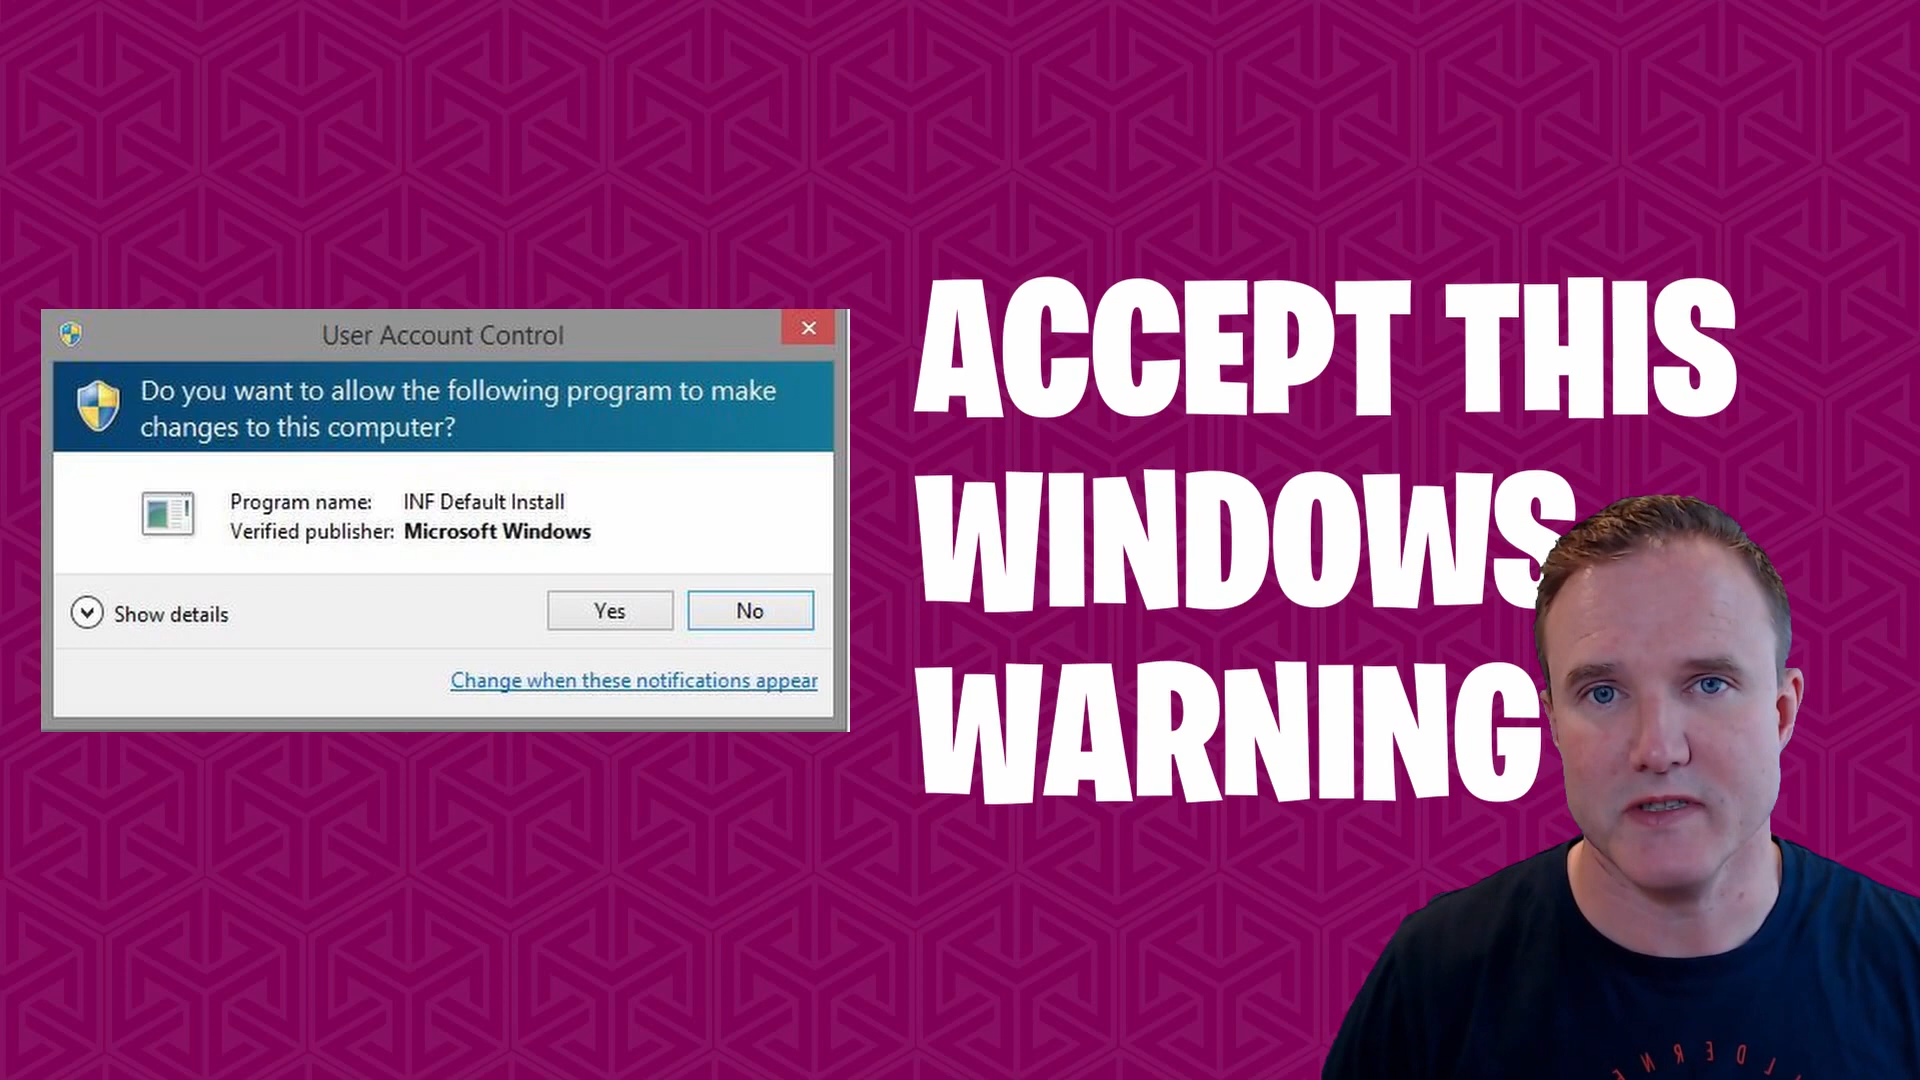 User Account Control
Do you want to allow the following program to make
changes to this computer?
Program name: INF Default Install
Verified publisher: Microsoft Windows
Show details
Yes
No
Change when these notifications appear
ACCEPT THIS
WINDOWS
WARNING